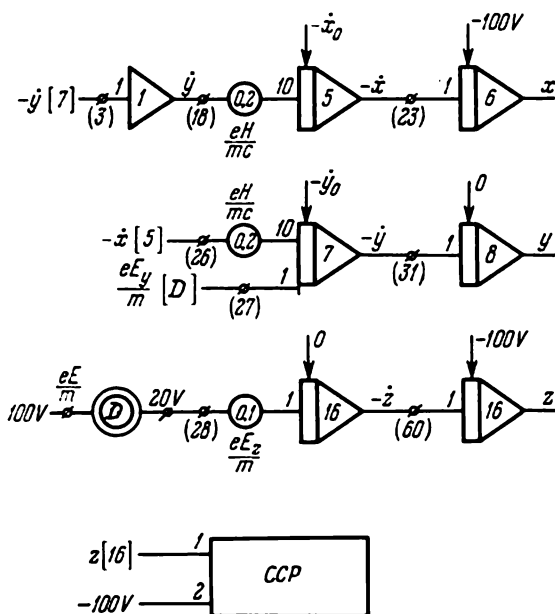 -ẋ₀
-100V
-ẏ [7] 1 1 ẏ 0,2 10 5 -ẋ 1 6 x
(3) (18) (23)
eH/mc
eH/mc
-ẏ₀
0
-ẋ [5] 0,2 10 7 -ẏ 1 8 y
(26) (31)
eE_y/m [D] 1
(27)
0
-100V
eE/m
100V D 20V 0,1 1 16 -ż 1 16 z
(28) (60)
eE_z/m
z[16] 1
CCP
-100V 2